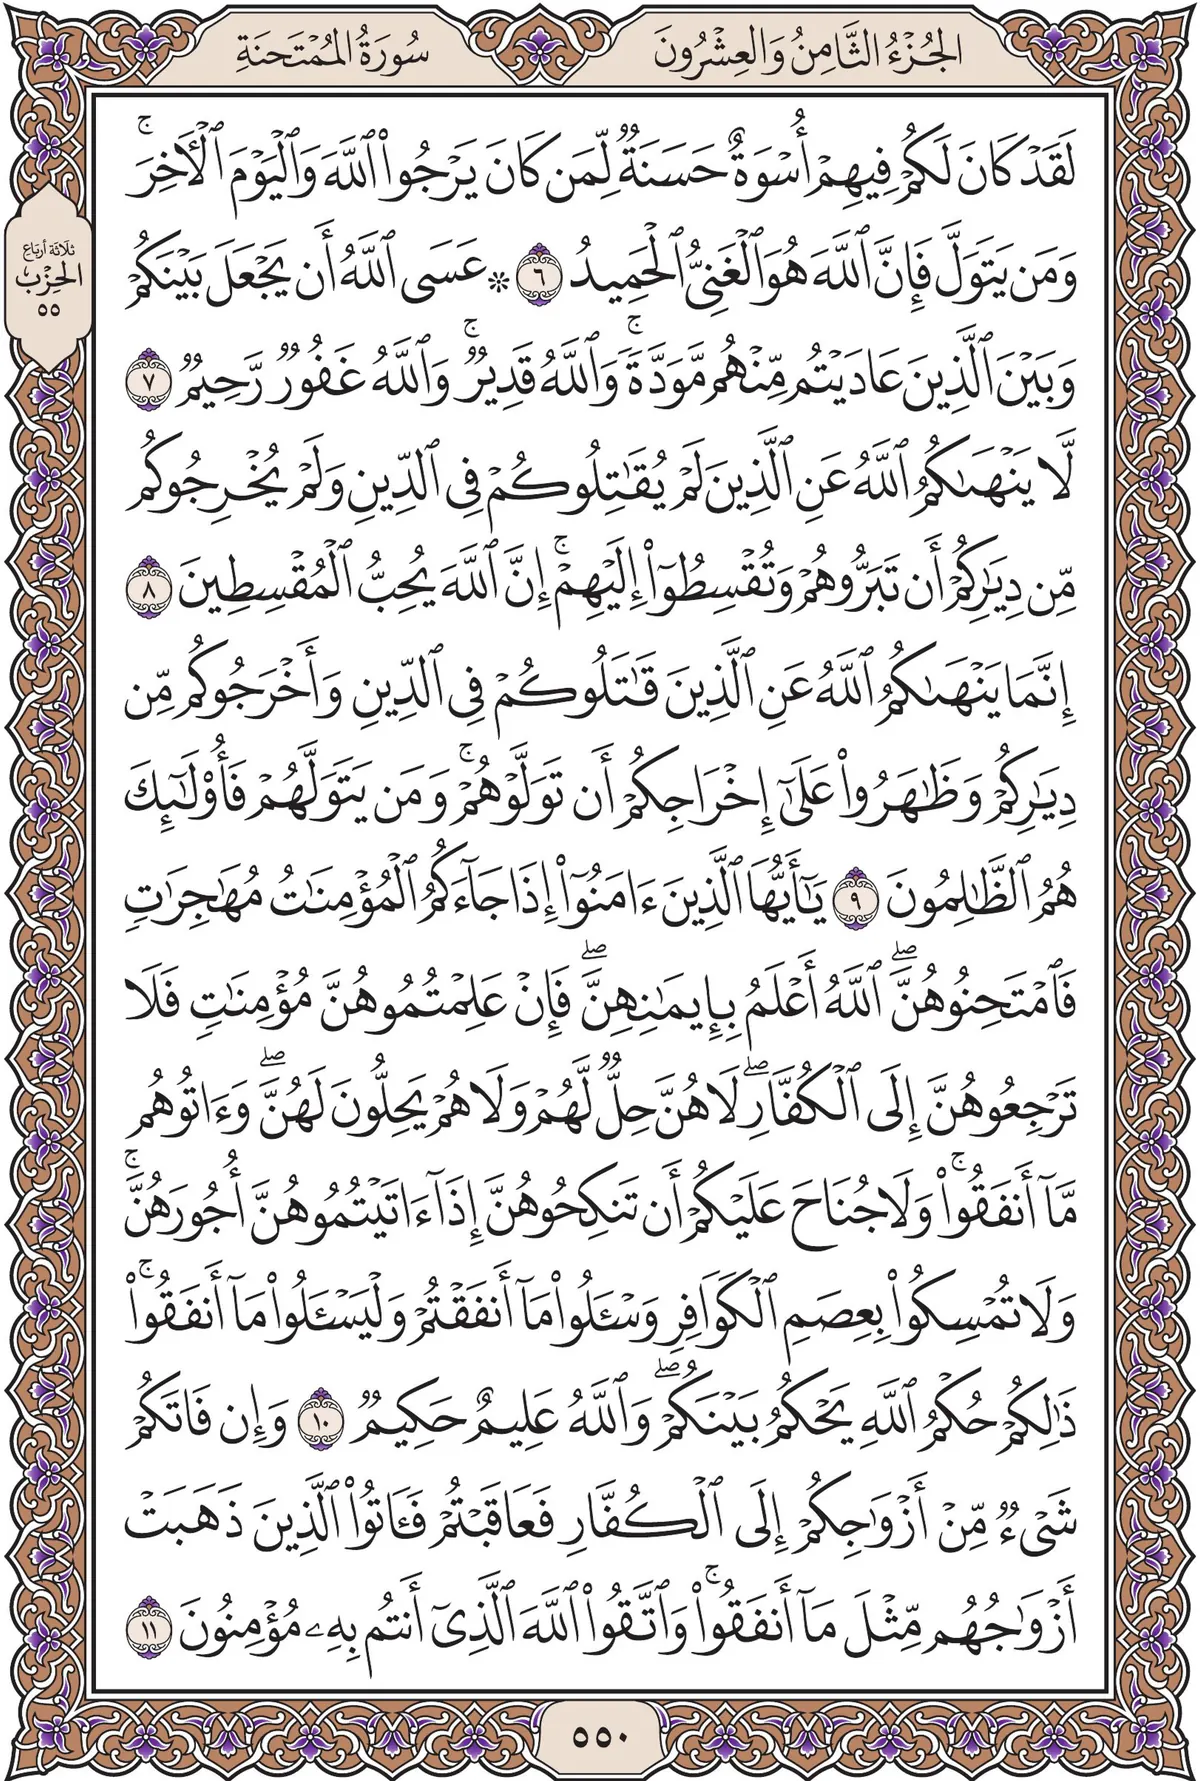 الجُزْءُ الثَّامِنُ وَالعِشْرُونَ
سُورَةُ المُمْتَحنَةِ
لَقَدْ كَانَ لَكُمْ فِيهِمْ أُسْوَةٌ حَسَنَةٌ لِّمَن كَانَ يَرْجُوا۟ ٱللَّهَ وَٱلْيَوْمَ ٱلْـَٔاخِرَ ۚ
وَمَن يَتَوَلَّ فَإِنَّ ٱللَّهَ هُوَ ٱلْغَنِىُّ ٱلْحَمِيدُ ٦ ۞ عَسَى ٱللَّهُ أَن يَجْعَلَ بَيْنَكُمْ
وَبَيْنَ ٱلَّذِينَ عَادَيْتُم مِّنْهُم مَّوَدَّةً ۚ وَٱللَّهُ قَدِيرٌ ۚ وَٱللَّهُ غَفُورٌ رَّحِيمٌ ٧
لَّا يَنْهَىٰكُمُ ٱللَّهُ عَنِ ٱلَّذِينَ لَمْ يُقَـٰتِلُوكُمْ فِى ٱلدِّينِ وَلَمْ يُخْرِجُوكُم
مِّن دِيَـٰرِكُمْ أَن تَبَرُّوهُمْ وَتُقْسِطُوٓا۟ إِلَيْهِمْ ۚ إِنَّ ٱللَّهَ يُحِبُّ ٱلْمُقْسِطِينَ ٨
إِنَّمَا يَنْهَىٰكُمُ ٱللَّهُ عَنِ ٱلَّذِينَ قَـٰتَلُوكُمْ فِى ٱلدِّينِ وَأَخْرَجُوكُم مِّن
دِيَـٰرِكُمْ وَظَـٰهَرُوا۟ عَلَىٰٓ إِخْرَاجِكُمْ أَن تَوَلَّوْهُمْ ۚ وَمَن يَتَوَلَّهُمْ فَأُو۟لَـٰٓئِكَ
هُمُ ٱلظَّـٰلِمُونَ ٩ يَـٰٓأَيُّهَا ٱلَّذِينَ ءَامَنُوٓا۟ إِذَا جَآءَكُمُ ٱلْمُؤْمِنَـٰتُ مُهَـٰجِرَٰتٍ
فَٱمْتَحِنُوهُنَّ ۖ ٱللَّهُ أَعْلَمُ بِإِيمَـٰنِهِنَّ ۖ فَإِنْ عَلِمْتُمُوهُنَّ مُؤْمِنَـٰتٍ فَلَا
تَرْجِعُوهُنَّ إِلَى ٱلْكُفَّارِ ۖ لَا هُنَّ حِلٌّ لَّهُمْ وَلَا هُمْ يَحِلُّونَ لَهُنَّ ۖ وَءَاتُوهُم
مَّآ أَنفَقُوا۟ ۚ وَلَا جُنَاحَ عَلَيْكُمْ أَن تَنكِحُوهُنَّ إِذَآ ءَاتَيْتُمُوهُنَّ أُجُورَهُنَّ ۚ
وَلَا تُمْسِكُوا۟ بِعِصَمِ ٱلْكَوَافِرِ وَسْـَٔلُوا۟ مَآ أَنفَقْتُمْ وَلْيَسْـَٔلُوا۟ مَآ أَنفَقُوا۟ ۚ
ذَٰلِكُمْ حُكْمُ ٱللَّهِ يَحْكُمُ بَيْنَكُمْ ۖ وَٱللَّهُ عَلِيمٌ حَكِيمٌ ١٠ وَإِن فَاتَكُمْ
شَىْءٌ مِّنْ أَزْوَٰجِكُمْ إِلَى ٱلْكُفَّارِ فَعَاقَبْتُمْ فَـَٔاتُوا۟ ٱلَّذِينَ ذَهَبَتْ
أَزْوَٰجُهُم مِّثْلَ مَآ أَنفَقُوا۟ ۚ وَٱتَّقُوا۟ ٱللَّهَ ٱلَّذِىٓ أَنتُم بِهِۦ مُؤْمِنُونَ ١١
ثلاثة أرباع
الحِزْب
٥٥
٥٥٠